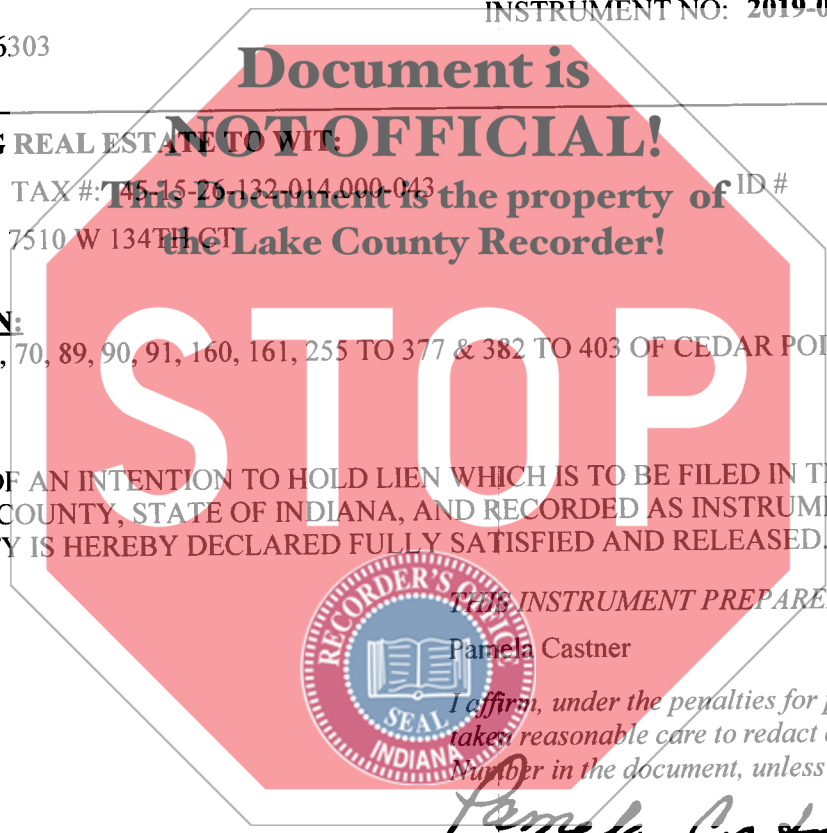 INSTRUMENT NO: 2019-0
6303
Document is
NOT OFFICIAL!
G REAL ESTATE TO WIT:
TAX #: 45-15-26-132-014.000-043
ID #
This Document is the property of
7510 W 134TH CT
the Lake County Recorder!
N:
, 70, 89, 90, 91, 160, 161, 255 TO 377 & 382 TO 403 OF CEDAR POI
STOP
OF AN INTENTION TO HOLD LIEN WHICH IS TO BE FILED IN TH
COUNTY, STATE OF INDIANA, AND RECORDED AS INSTRUM
Y IS HEREBY DECLARED FULLY SATISFIED AND RELEASED.
RECORDER'S OFFICE
SEAL
INDIANA
THIS INSTRUMENT PREPARE
Pamela Castner
I affirm, under the penalties for p
taken reasonable care to redact e
Number in the document, unless
Pamela Cast